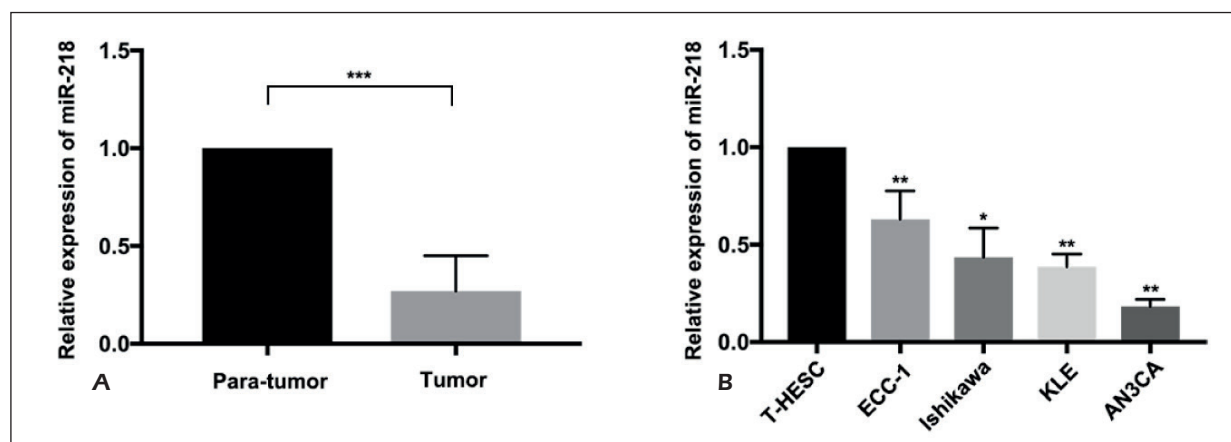 Relative expression of miR-218
1.5
1.0
0.5
0.0
***
Para-tumor
Tumor
A
Relative expression of miR-218
1.5
1.0
0.5
0.0
**
*
**
**
T-HESC
ECC-1
Ishikawa
KLE
AN3CA
B